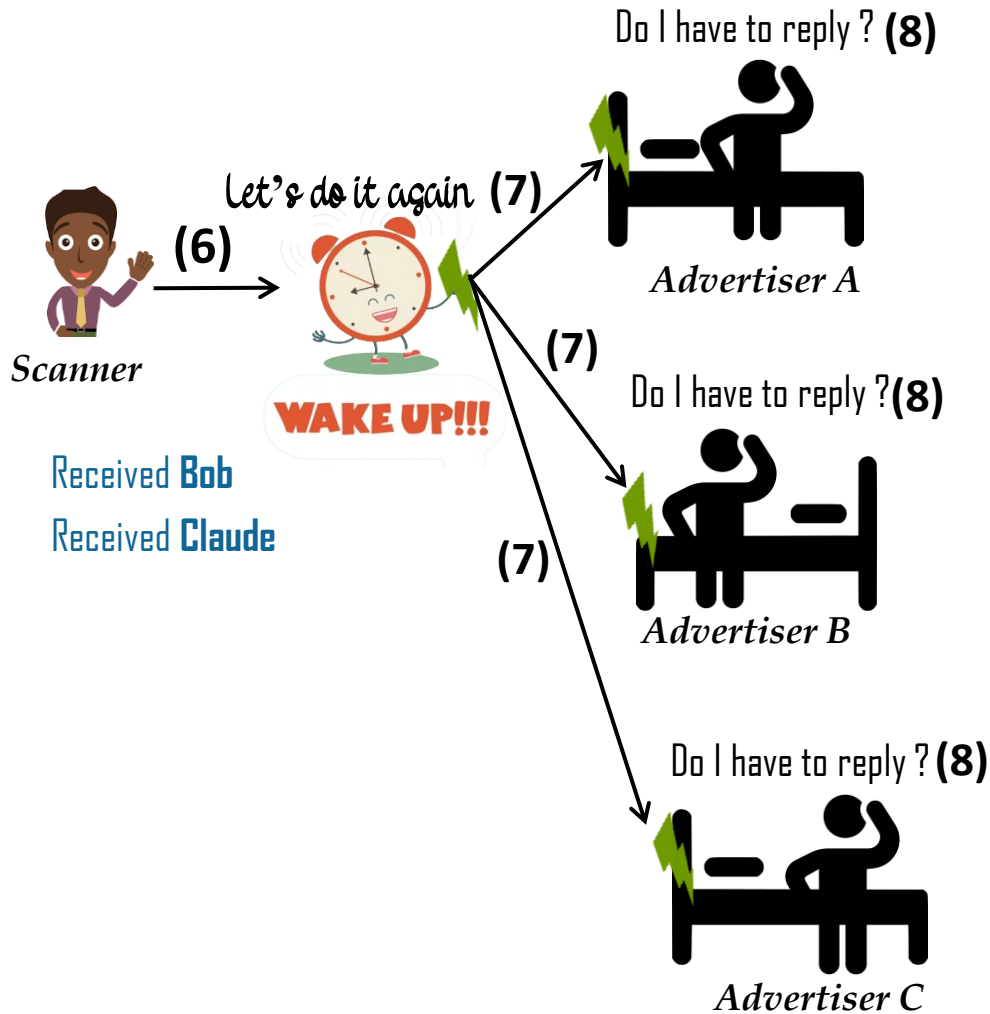 Do I have to reply ? (8)
Let's do it again (7)
(6)
Advertiser A
Scanner
(7)
WAKE UP!!!
Do I have to reply ?(8)
Received Bob
Received Claude
(7)
Advertiser B
Do I have to reply ? (8)
Advertiser C